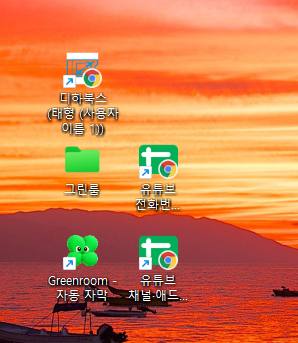 디화북스
(태형 (사용자
이름 1))
그린룸
유튜브
전화번...
Greenroom -
자동 자막
유튜브
채널·애드...